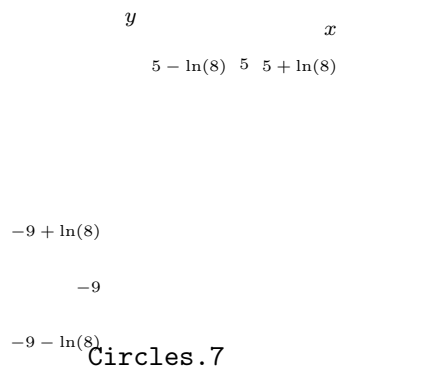 y
x
5 − ln(8) 5 5 + ln(8)
−9 + ln(8)
−9
−9 − ln(8)
Circles.7